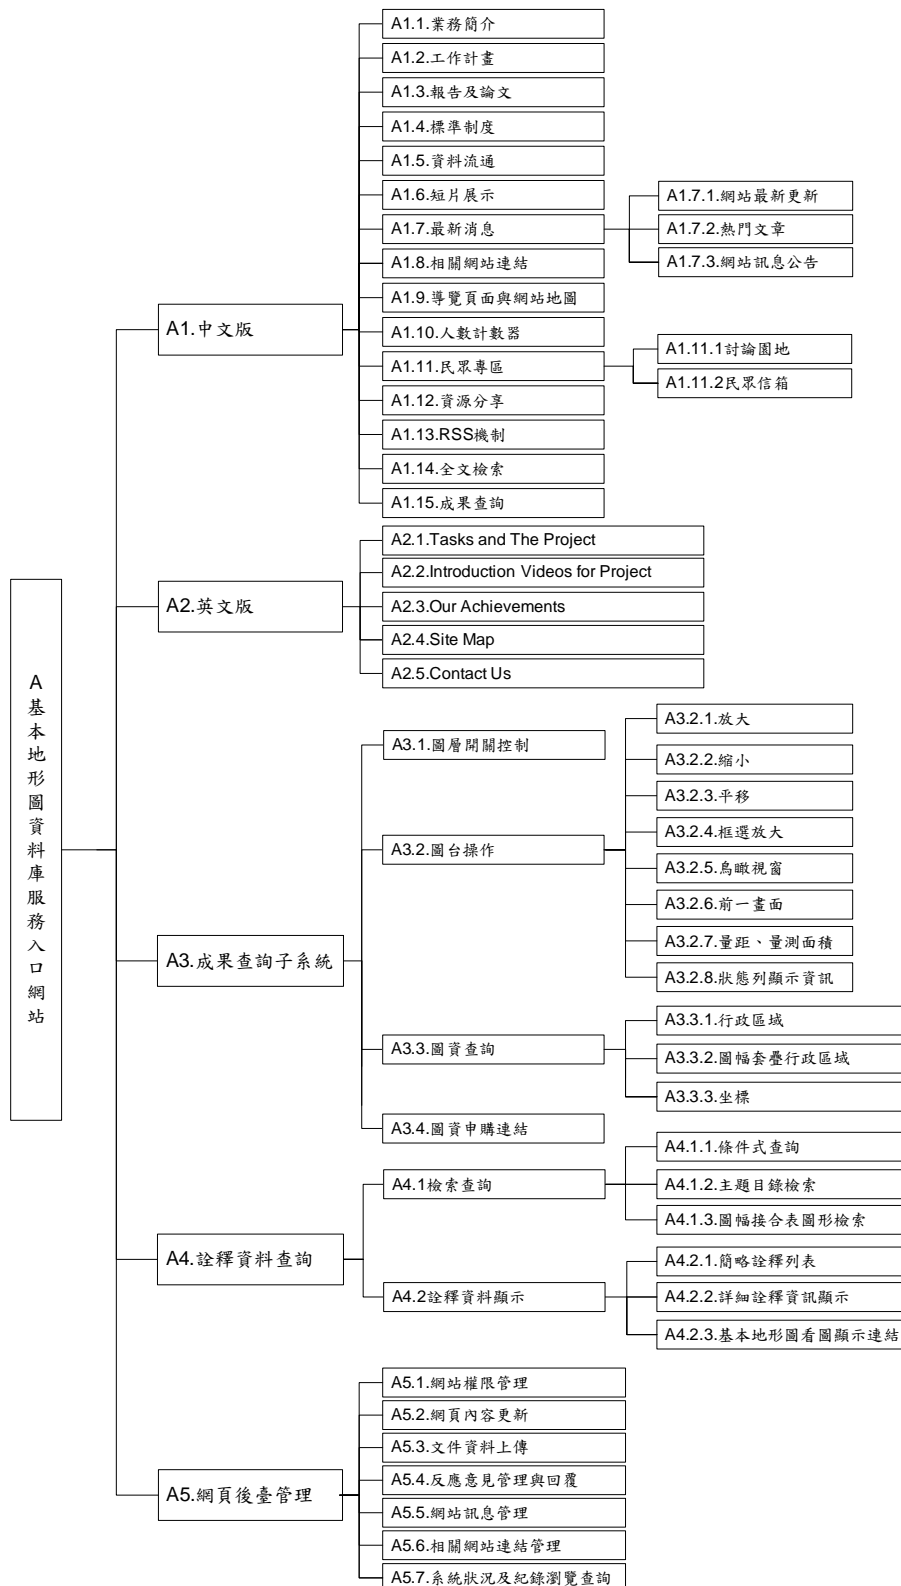 A
基本地形圖資料庫服務入口網站
A1.中文版
A1.1.業務簡介
A1.2.工作計畫
A1.3.報告及論文
A1.4.標準制度
A1.5.資料流通
A1.6.短片展示
A1.7.最新消息
A1.7.1.網站最新更新
A1.7.2.熱門文章
A1.7.3.網站訊息公告
A1.8.相關網站連結
A1.9.導覽頁面與網站地圖
A1.10.人數計數器
A1.11.民眾專區
A1.11.1討論園地
A1.11.2民眾信箱
A1.12.資源分享
A1.13.RSS機制
A1.14.全文檢索
A1.15.成果查詢
A2.英文版
A2.1.Tasks and The Project
A2.2.Introduction Videos for Project
A2.3.Our Achievements
A2.4.Site Map
A2.5.Contact Us
A3.成果查詢子系統
A3.1.圖層開關控制
A3.2.圖台操作
A3.2.1.放大
A3.2.2.縮小
A3.2.3.平移
A3.2.4.框選放大
A3.2.5.鳥瞰視窗
A3.2.6.前一畫面
A3.2.7.量距、量測面積
A3.2.8.狀態列顯示資訊
A3.3.圖資查詢
A3.3.1.行政區域
A3.3.2.圖幅套疊行政區域
A3.3.3.坐標
A3.4.圖資申購連結
A4.詮釋資料查詢
A4.1檢索查詢
A4.1.1.條件式查詢
A4.1.2.主題目錄檢索
A4.1.3.圖幅接合表圖形檢索
A4.2詮釋資料顯示
A4.2.1.簡略詮釋列表
A4.2.2.詳細詮釋資訊顯示
A4.2.3.基本地形圖看圖顯示連結
A5.網頁後臺管理
A5.1.網站權限管理
A5.2.網頁內容更新
A5.3.文件資料上傳
A5.4.反應意見管理與回覆
A5.5.網站訊息管理
A5.6.相關網站連結管理
A5.7.系統狀況及紀錄瀏覽查詢